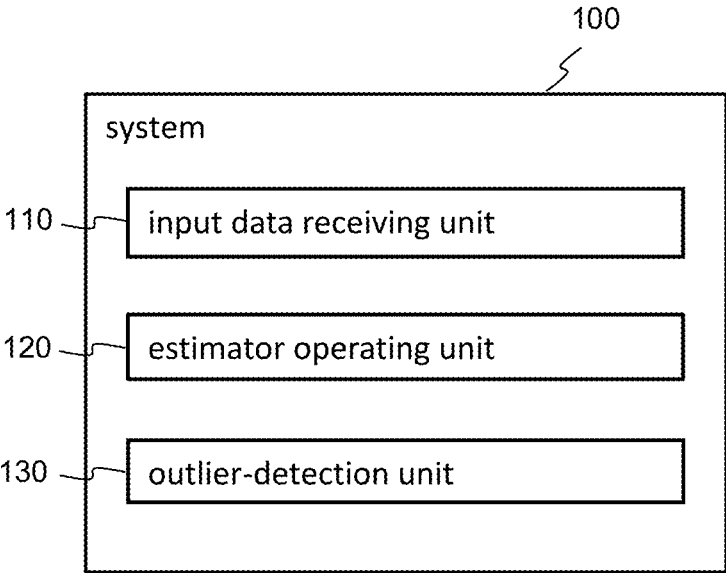 100
system
110 input data receiving unit
120 estimator operating unit
130 outlier-detection unit